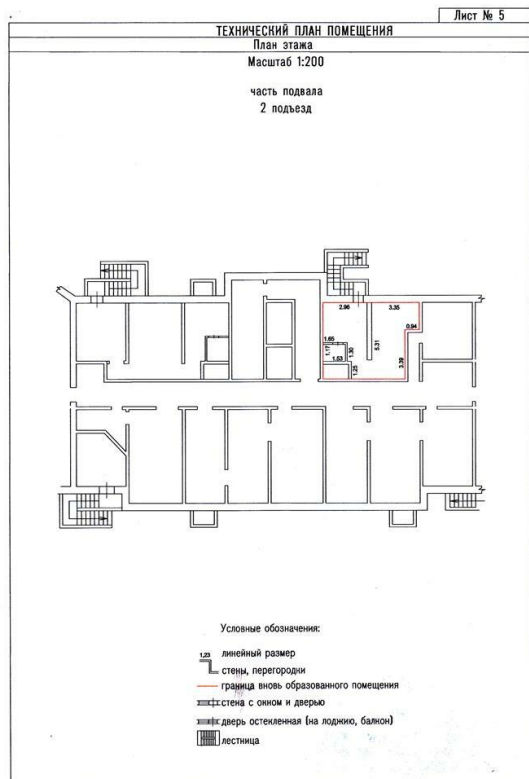 Лист № 5
ТЕХНИЧЕСКИЙ ПЛАН ПОМЕЩЕНИЯ
План этажа
Масштаб 1:200
часть подвала
2 подъезд
2.96
3.35
0.94
1.65
1.17
1.30
5.31
1.53
1.25
3.39
Условные обозначения:
1,23 линейный размер
стены, перегородки
граница вновь образованного помещения
стена с окном и дверью
дверь остекленная (на лоджию, балкон)
лестница